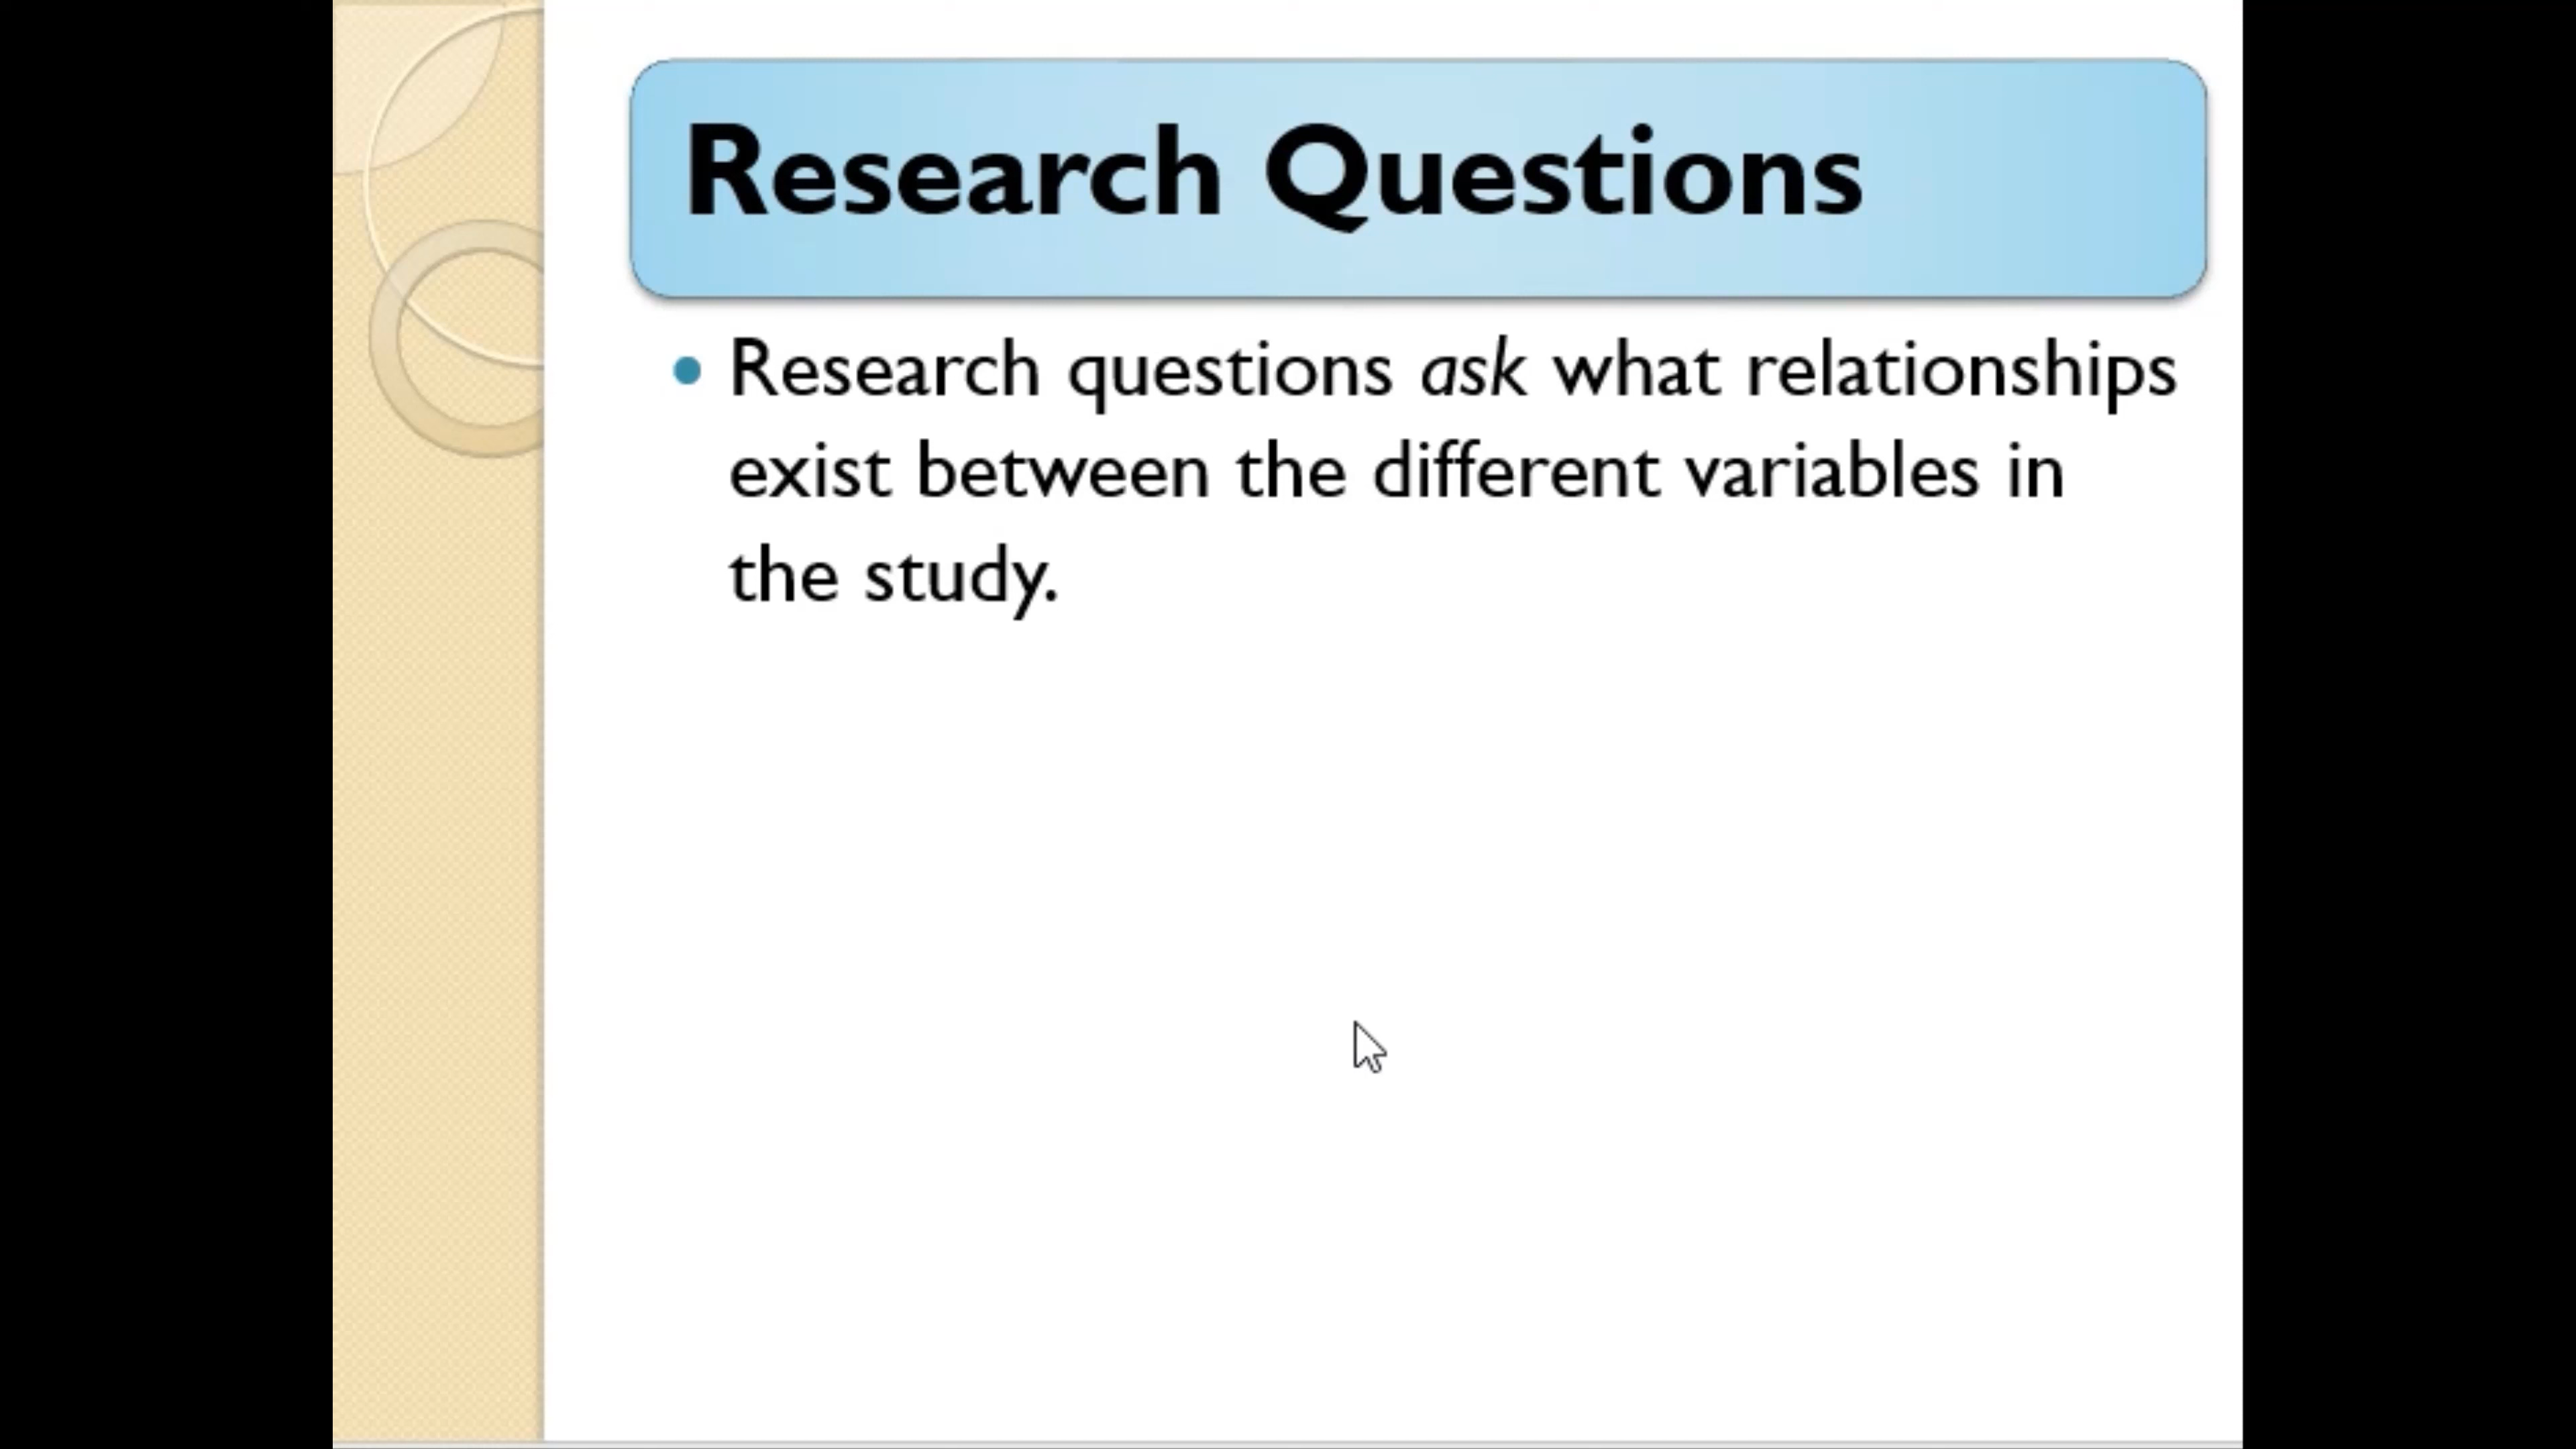 Research Questions
• Research questions ask what relationships
exist between the different variables in
the study.